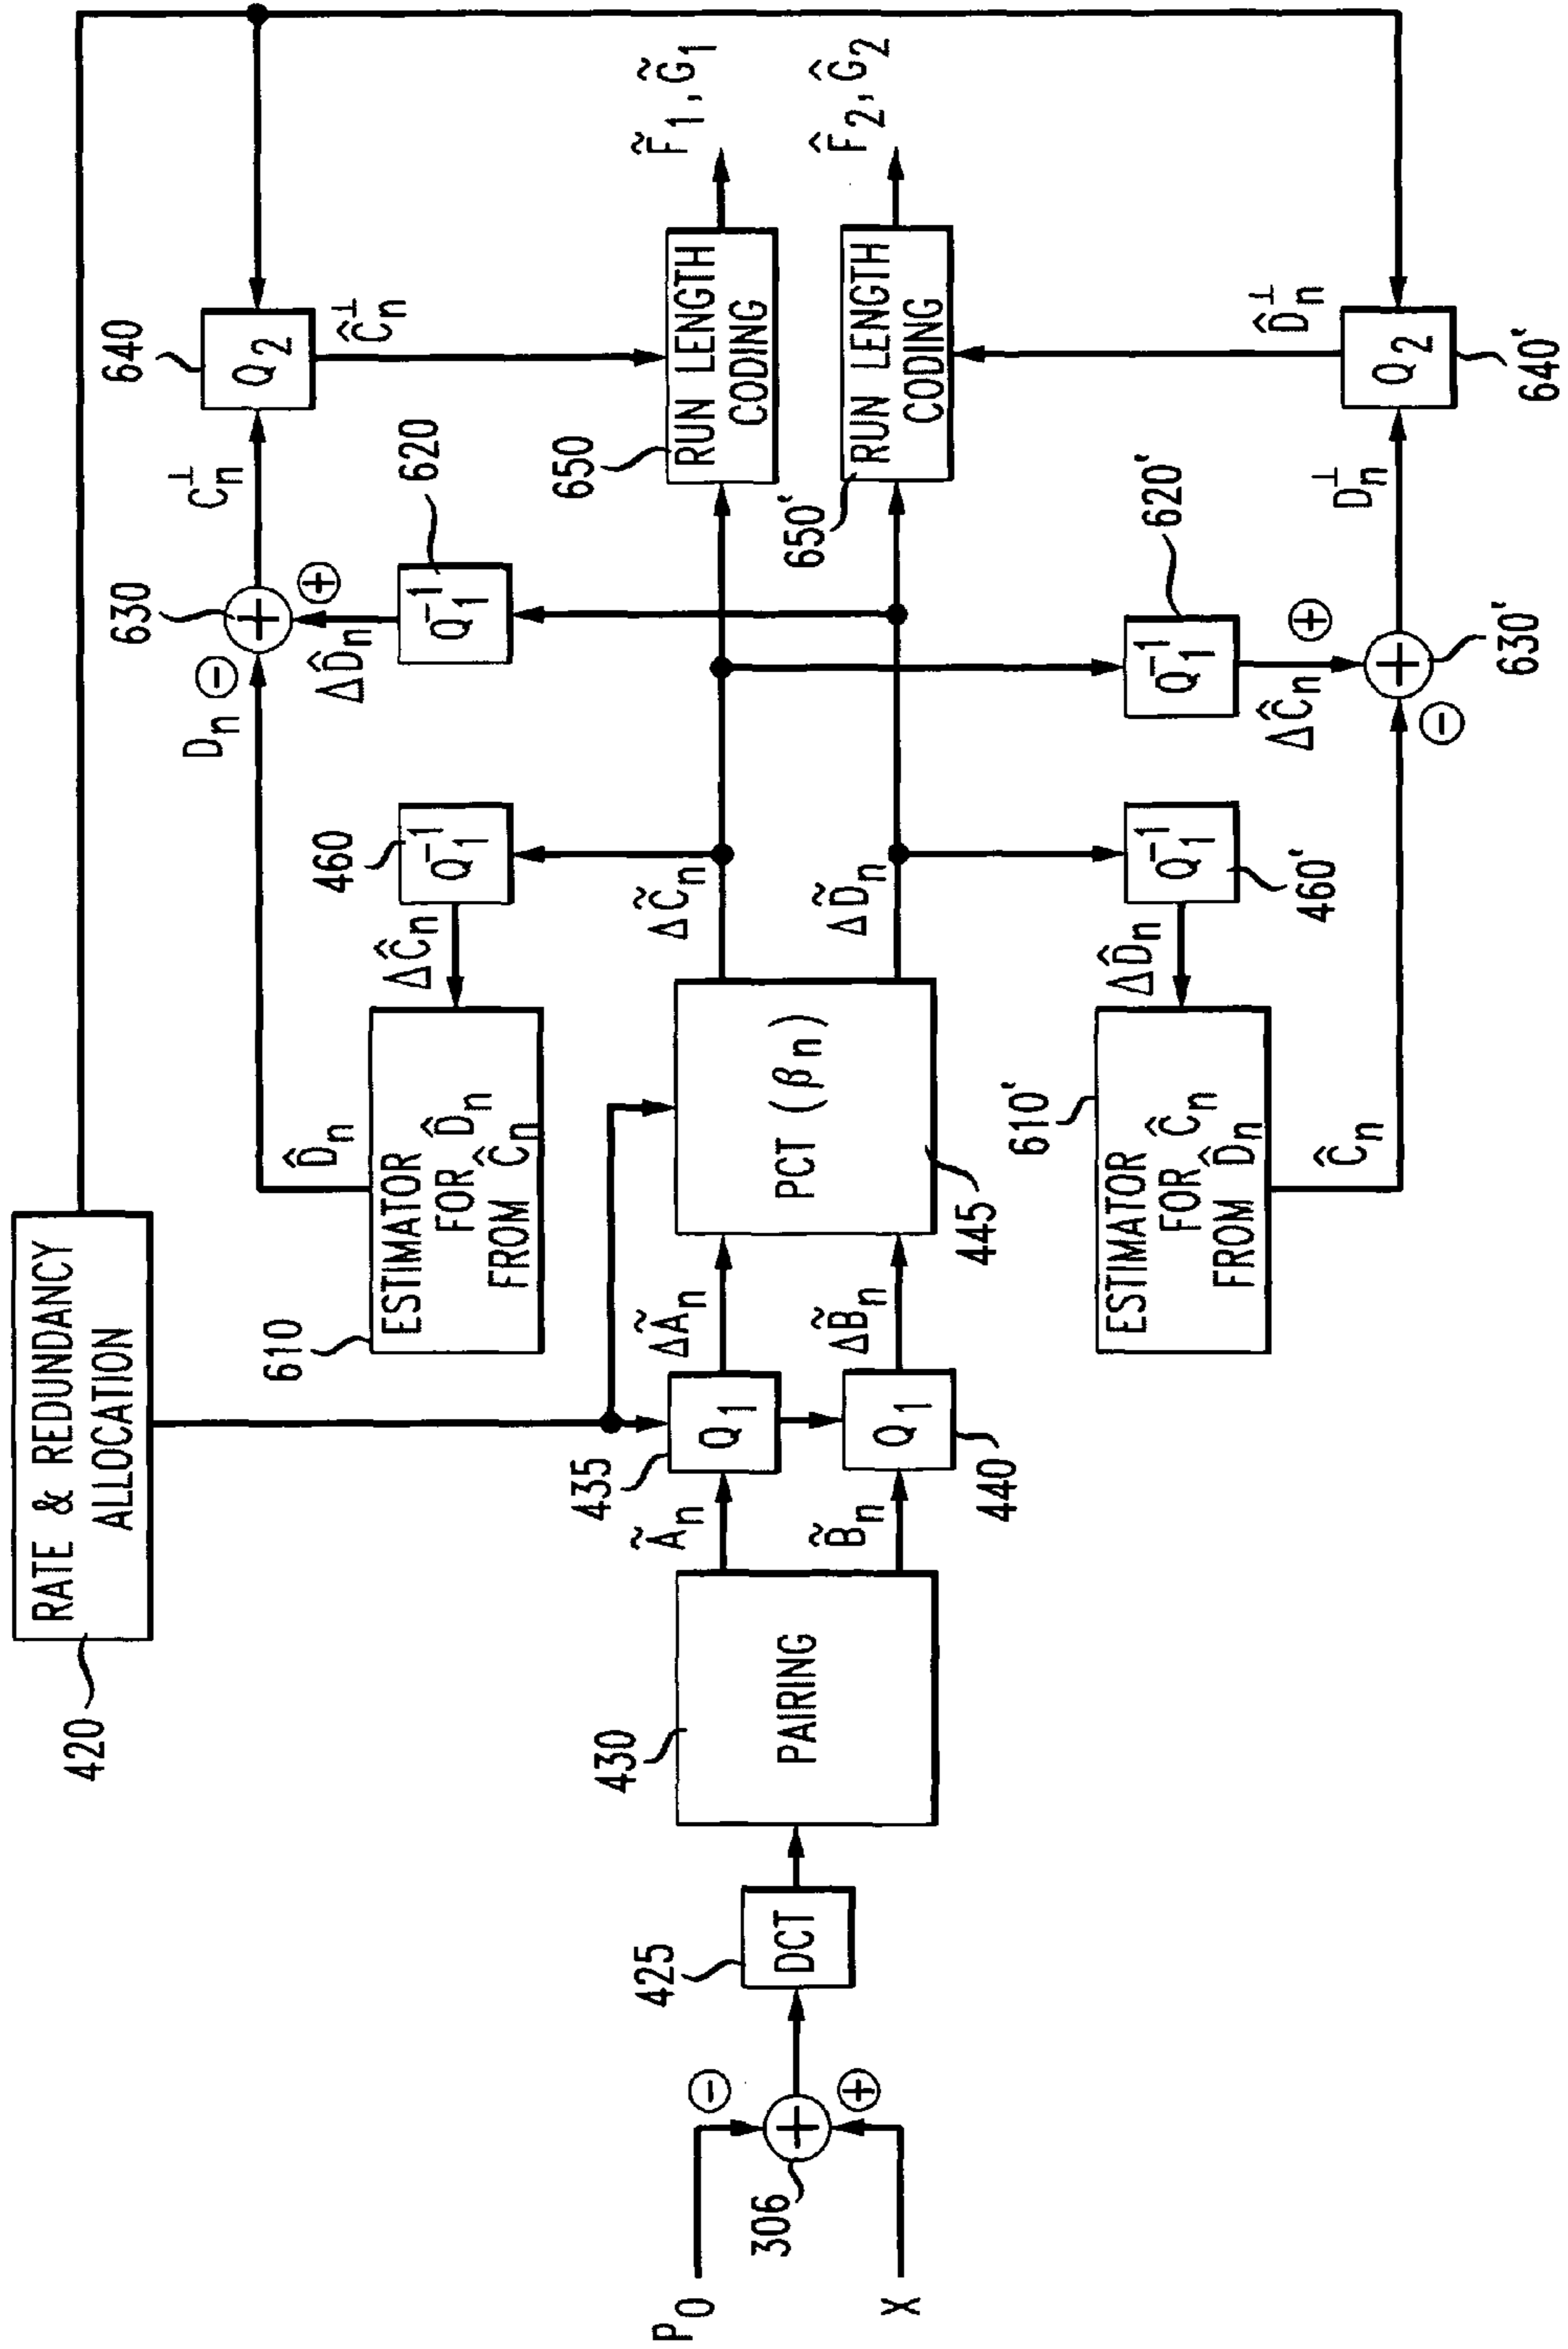 RATE & REDUNDANCY
ALLOCATION
420
640
Q₂
Ĉₙ^⊥
Cₙ^⊥
630
⊖
⊕
Dₙ
ΔD̂ₙ
620
Q₁⁻¹
460
Q₁⁻¹
ΔĈₙ
D̂ₙ
610
ESTIMATOR
FOR D̂ₙ
FROM Ĉₙ
P₀
X
⊖
⊕
306
425
DCT
430
PAIRING
Ãₙ
B̃ₙ
435
Q₁
440
Q₁
ΔÃₙ
ΔB̃ₙ
445
PCT (βₙ)
ΔC̃ₙ
ΔD̃ₙ
650
RUN LENGTH
CODING
F̃₁, G̃₁
650'
RUN LENGTH
CODING
F̂₂, Ĝ₂
610'
ESTIMATOR
FOR Ĉₙ
FROM D̂ₙ
Ĉₙ
ΔD̂ₙ
460'
Q₁⁻¹
620'
Q₁⁻¹
ΔĈₙ
⊕
⊖
630'
Dₙ^⊥
D̂ₙ^⊥
Q₂
640'